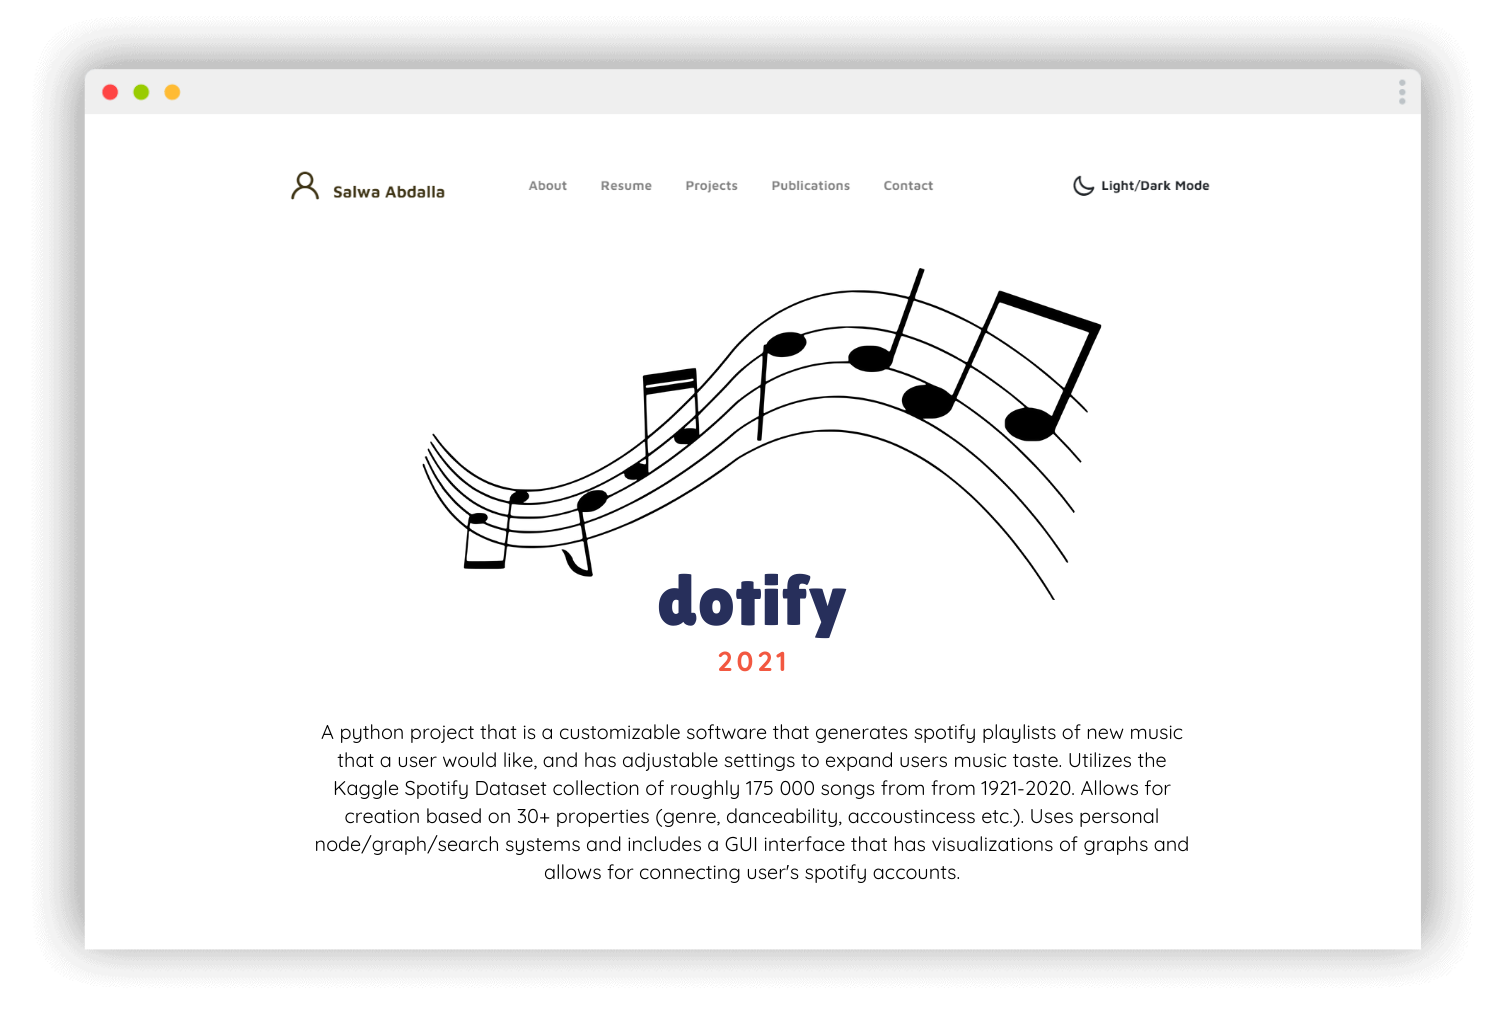 Salwa Abdalla
About
Resume
Projects
Publications
Contact
Light/Dark Mode
dotify
2021
A python project that is a customizable software that generates spotify playlists of new music
that a user would like, and has adjustable settings to expand users music taste. Utilizes the
Kaggle Spotify Dataset collection of roughly 175 000 songs from from 1921-2020. Allows for
creation based on 30+ properties (genre, danceability, accoustincess etc.). Uses personal
node/graph/search systems and includes a GUI interface that has visualizations of graphs and
allows for connecting user's spotify accounts.